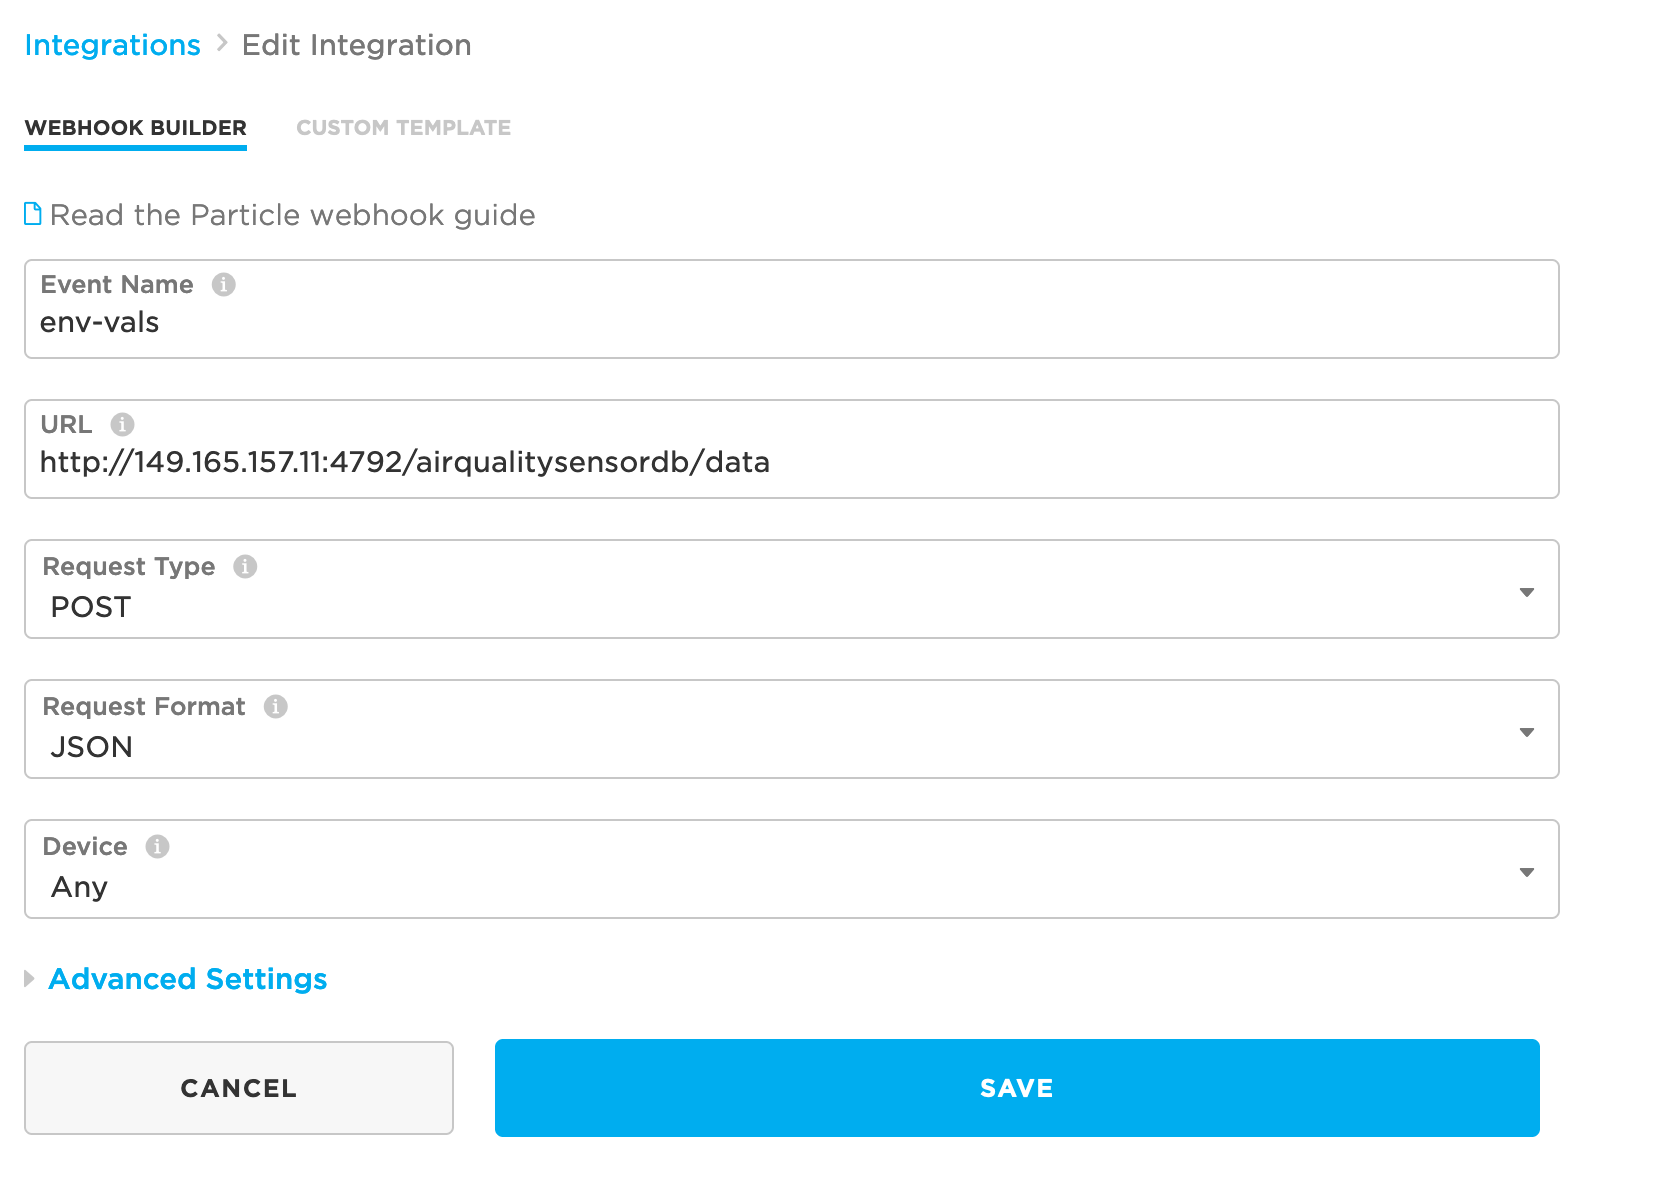 Integrations > Edit Integration
WEBHOOK BUILDER CUSTOM TEMPLATE
Read the Particle webhook guide
Event Name i
env-vals
URL i
http://149.165.157.11:4792/airqualitysensordb/data
Request Type i
POST
Request Format i
JSON
Device i
Any
Advanced Settings
CANCEL SAVE